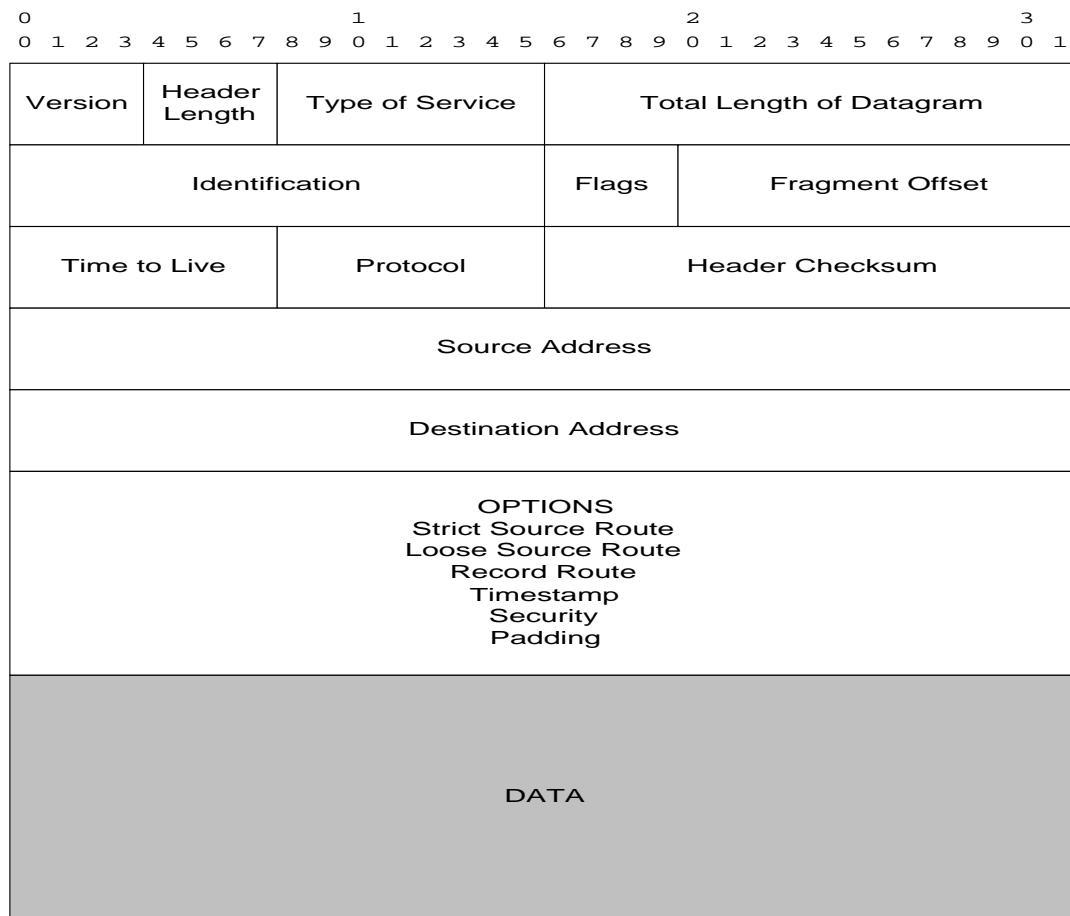 0 1 2 3
0 1 2 3 4 5 6 7 8 9 0 1 2 3 4 5 6 7 8 9 0 1 2 3 4 5 6 7 8 9 0 1
Version Header Length Type of Service Total Length of Datagram
Identification Flags Fragment Offset
Time to Live Protocol Header Checksum
Source Address
Destination Address
OPTIONS
Strict Source Route
Loose Source Route
Record Route
Timestamp
Security
Padding
DATA